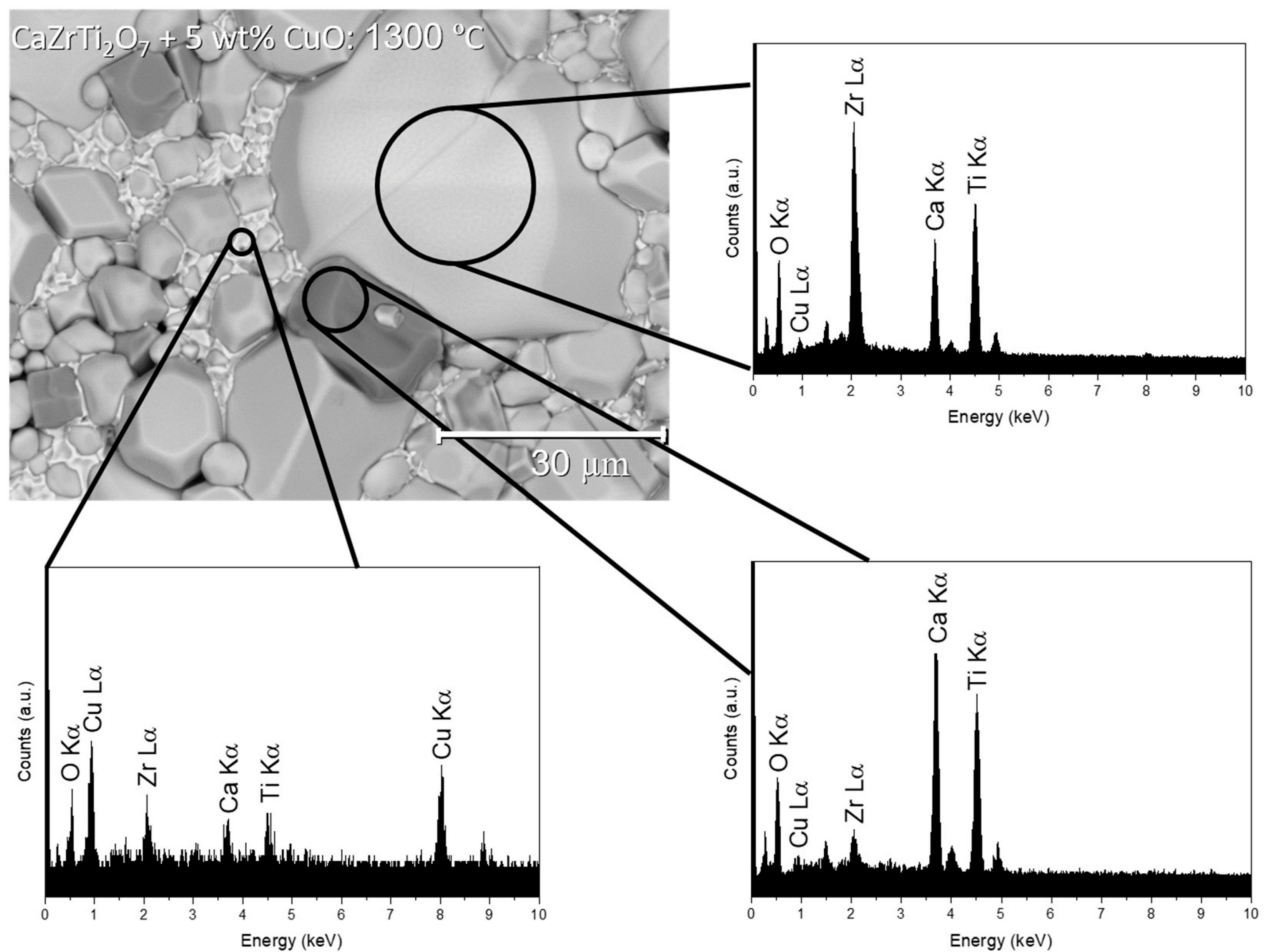 CaZrTi₂O₇ + 5 wt% CuO: 1300 ºC
30 μm
Counts (a.u.)
O Kα
Cu Lα
Zr Lα
Ca Kα
Ti Kα
0 1 2 3 4 5 6 7 8 9 10
Energy (keV)
Counts (a.u.)
O Kα
Cu Lα
Zr Lα
Ca Kα
Ti Kα
Cu Kα
0 1 2 3 4 5 6 7 8 9 10
Energy (keV)
Counts (a.u.)
O Kα
Cu Lα
Zr Lα
Ca Kα
Ti Kα
0 1 2 3 4 5 6 7 8 9 10
Energy (keV)